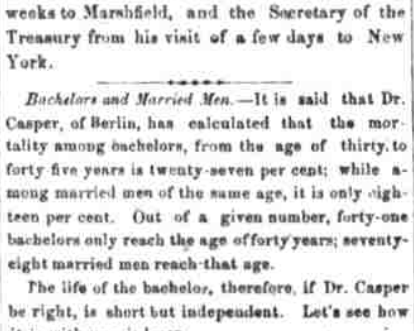 weeks to Marshfield, and the Secretary of the
Treasury from his visit of a few days to New
York.
Bachelors and Married Men.—It is said that Dr.
Casper, of Berlin, has calculated that the mor-
tality among bachelors, from the age of thirty, to
forty five years is twenty-seven per cent; while a-
mong married men of the same age, it is only eigh-
teen per cent. Out of a given number, forty-one
bachelors only reach the age of forty years; seventy-
eight married men reach that age.
The life of the bachelor, therefore, if Dr. Casper
be right, is short but independent. Let's see how